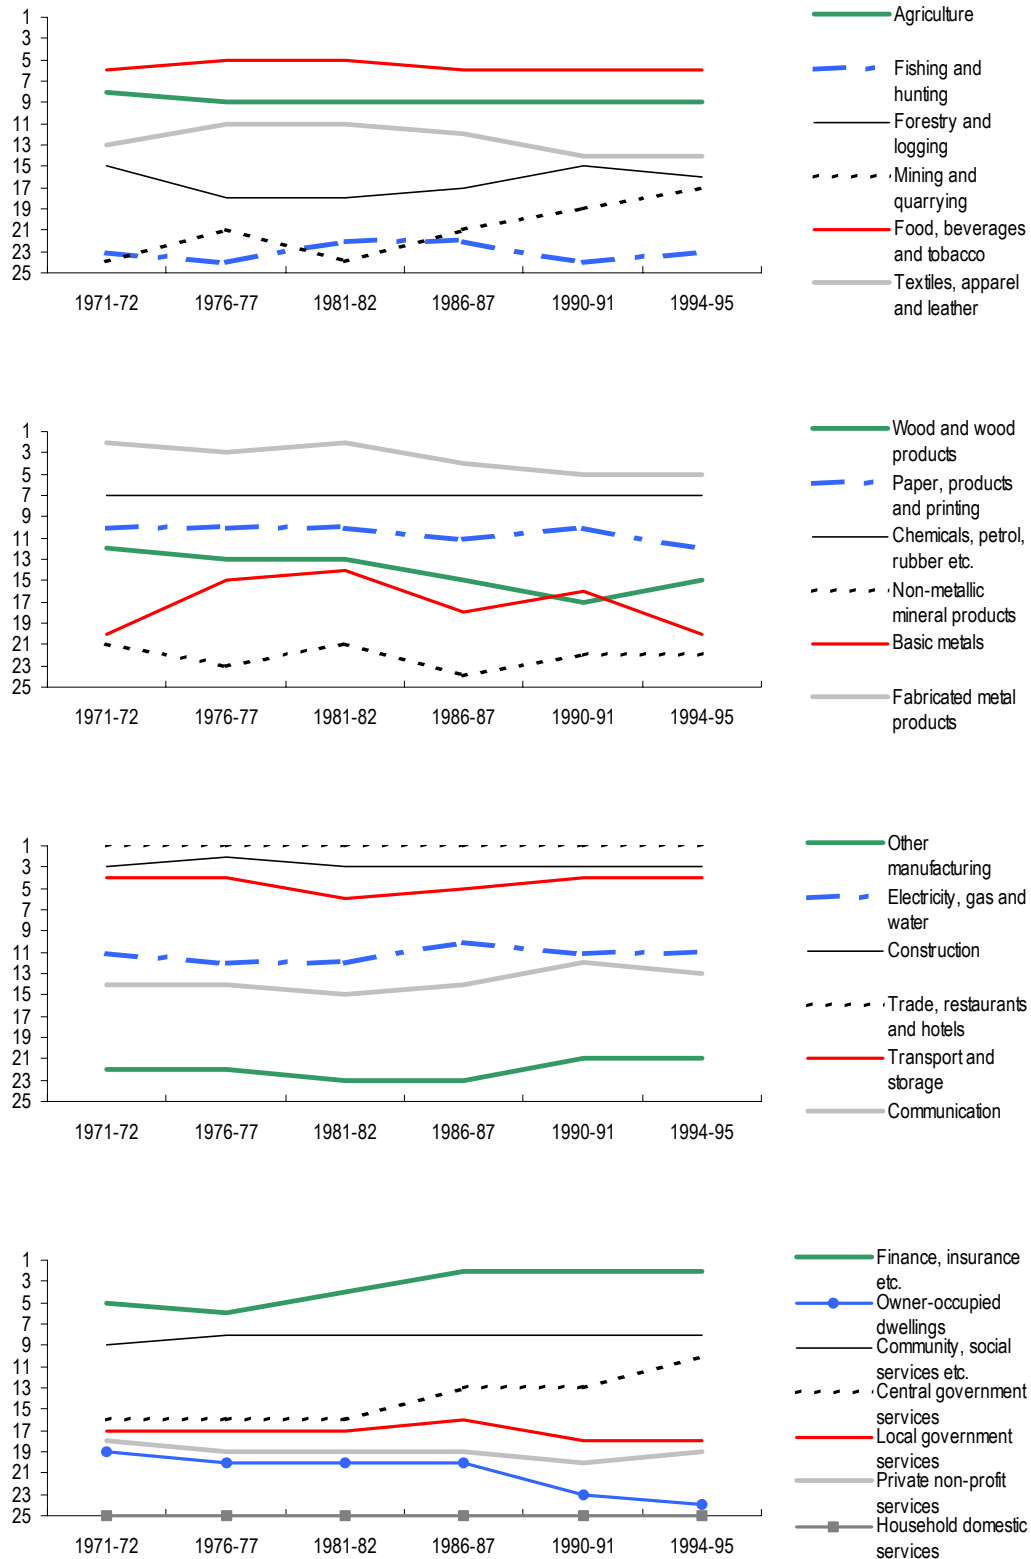 1
3
5
7
9
11
13
15
17
19
21
23
25
1971-72 1976-77 1981-82 1986-87 1990-91 1994-95
Agriculture
Fishing and
hunting
Forestry and
logging
Mining and
quarrying
Food, beverages
and tobacco
Textiles, apparel
and leather
1
3
5
7
9
11
13
15
17
19
21
23
25
1971-72 1976-77 1981-82 1986-87 1990-91 1994-95
Wood and wood
products
Paper, products
and printing
Chemicals, petrol,
rubber etc.
Non-metallic
mineral products
Basic metals
Fabricated metal
products
1
3
5
7
9
11
13
15
17
19
21
23
25
1971-72 1976-77 1981-82 1986-87 1990-91 1994-95
Other
manufacturing
Electricity, gas and
water
Construction
Trade, restaurants
and hotels
Transport and
storage
Communication
1
3
5
7
9
11
13
15
17
19
21
23
25
1971-72 1976-77 1981-82 1986-87 1990-91 1994-95
Finance, insurance
etc.
Owner-occupied
dwellings
Community, social
services etc.
Central government
services
Local government
services
Private non-profit
services
Household domestic
services